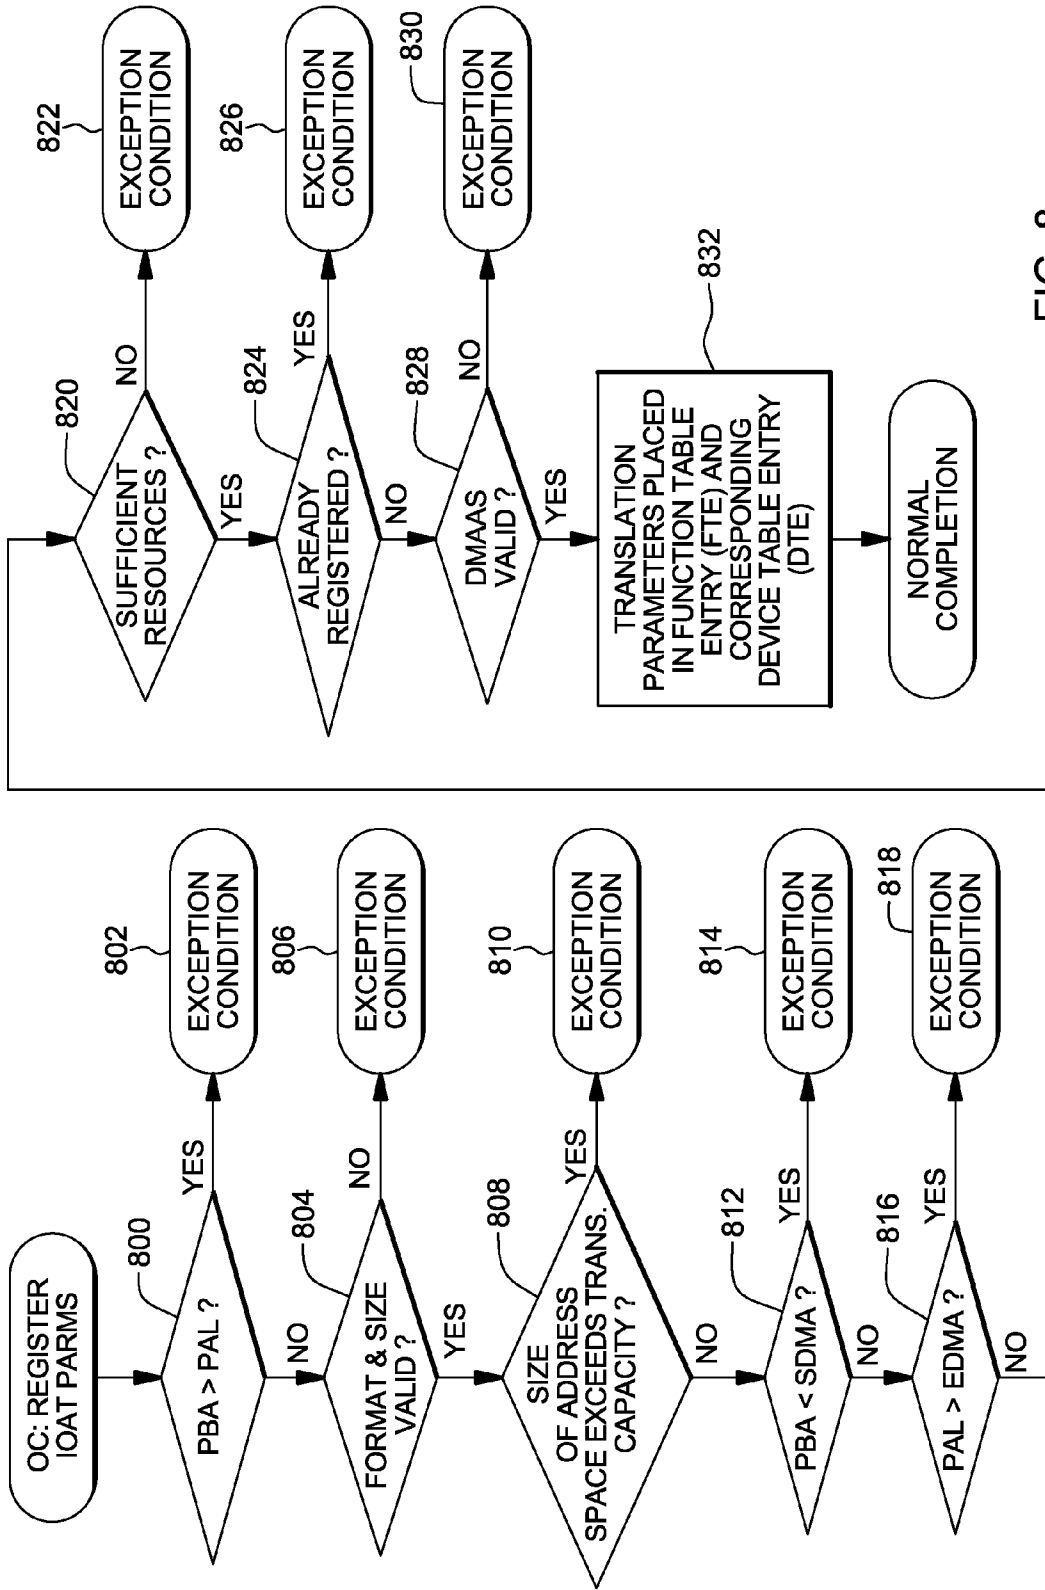 OC: REGISTER
IOAT PARMS
800
PBA > PAL ?
YES
802
EXCEPTION
CONDITION
NO
804
FORMAT & SIZE
VALID ?
NO
806
EXCEPTION
CONDITION
YES
808
SIZE
OF ADDRESS
SPACE EXCEEDS TRANS.
CAPACITY ?
YES
810
EXCEPTION
CONDITION
NO
812
PBA < SDMA ?
YES
814
EXCEPTION
CONDITION
NO
816
PAL > EDMA ?
YES
818
EXCEPTION
CONDITION
NO
820
SUFFICIENT
RESOURCES ?
NO
822
EXCEPTION
CONDITION
YES
824
ALREADY
REGISTERED ?
YES
826
EXCEPTION
CONDITION
NO
828
DMAAS
VALID ?
NO
830
EXCEPTION
CONDITION
YES
832
TRANSLATION
PARAMETERS PLACED
IN FUNCTION TABLE
ENTRY (FTE) AND
CORRESPONDING
DEVICE TABLE ENTRY
(DTE)
NORMAL
COMPLETION